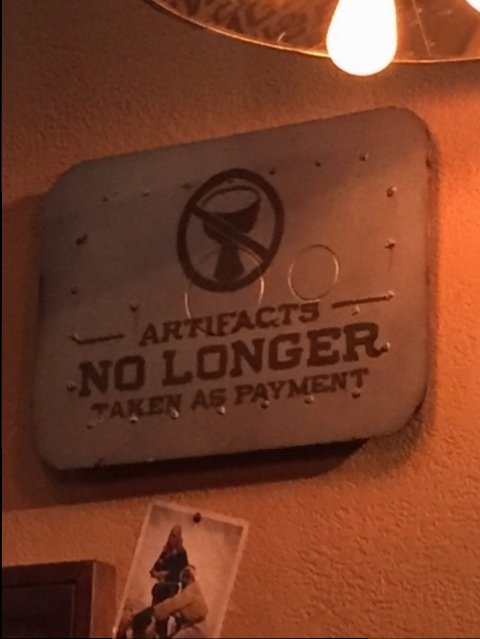 ARTIFACTS
NO LONGER
TAKEN AS PAYMENT